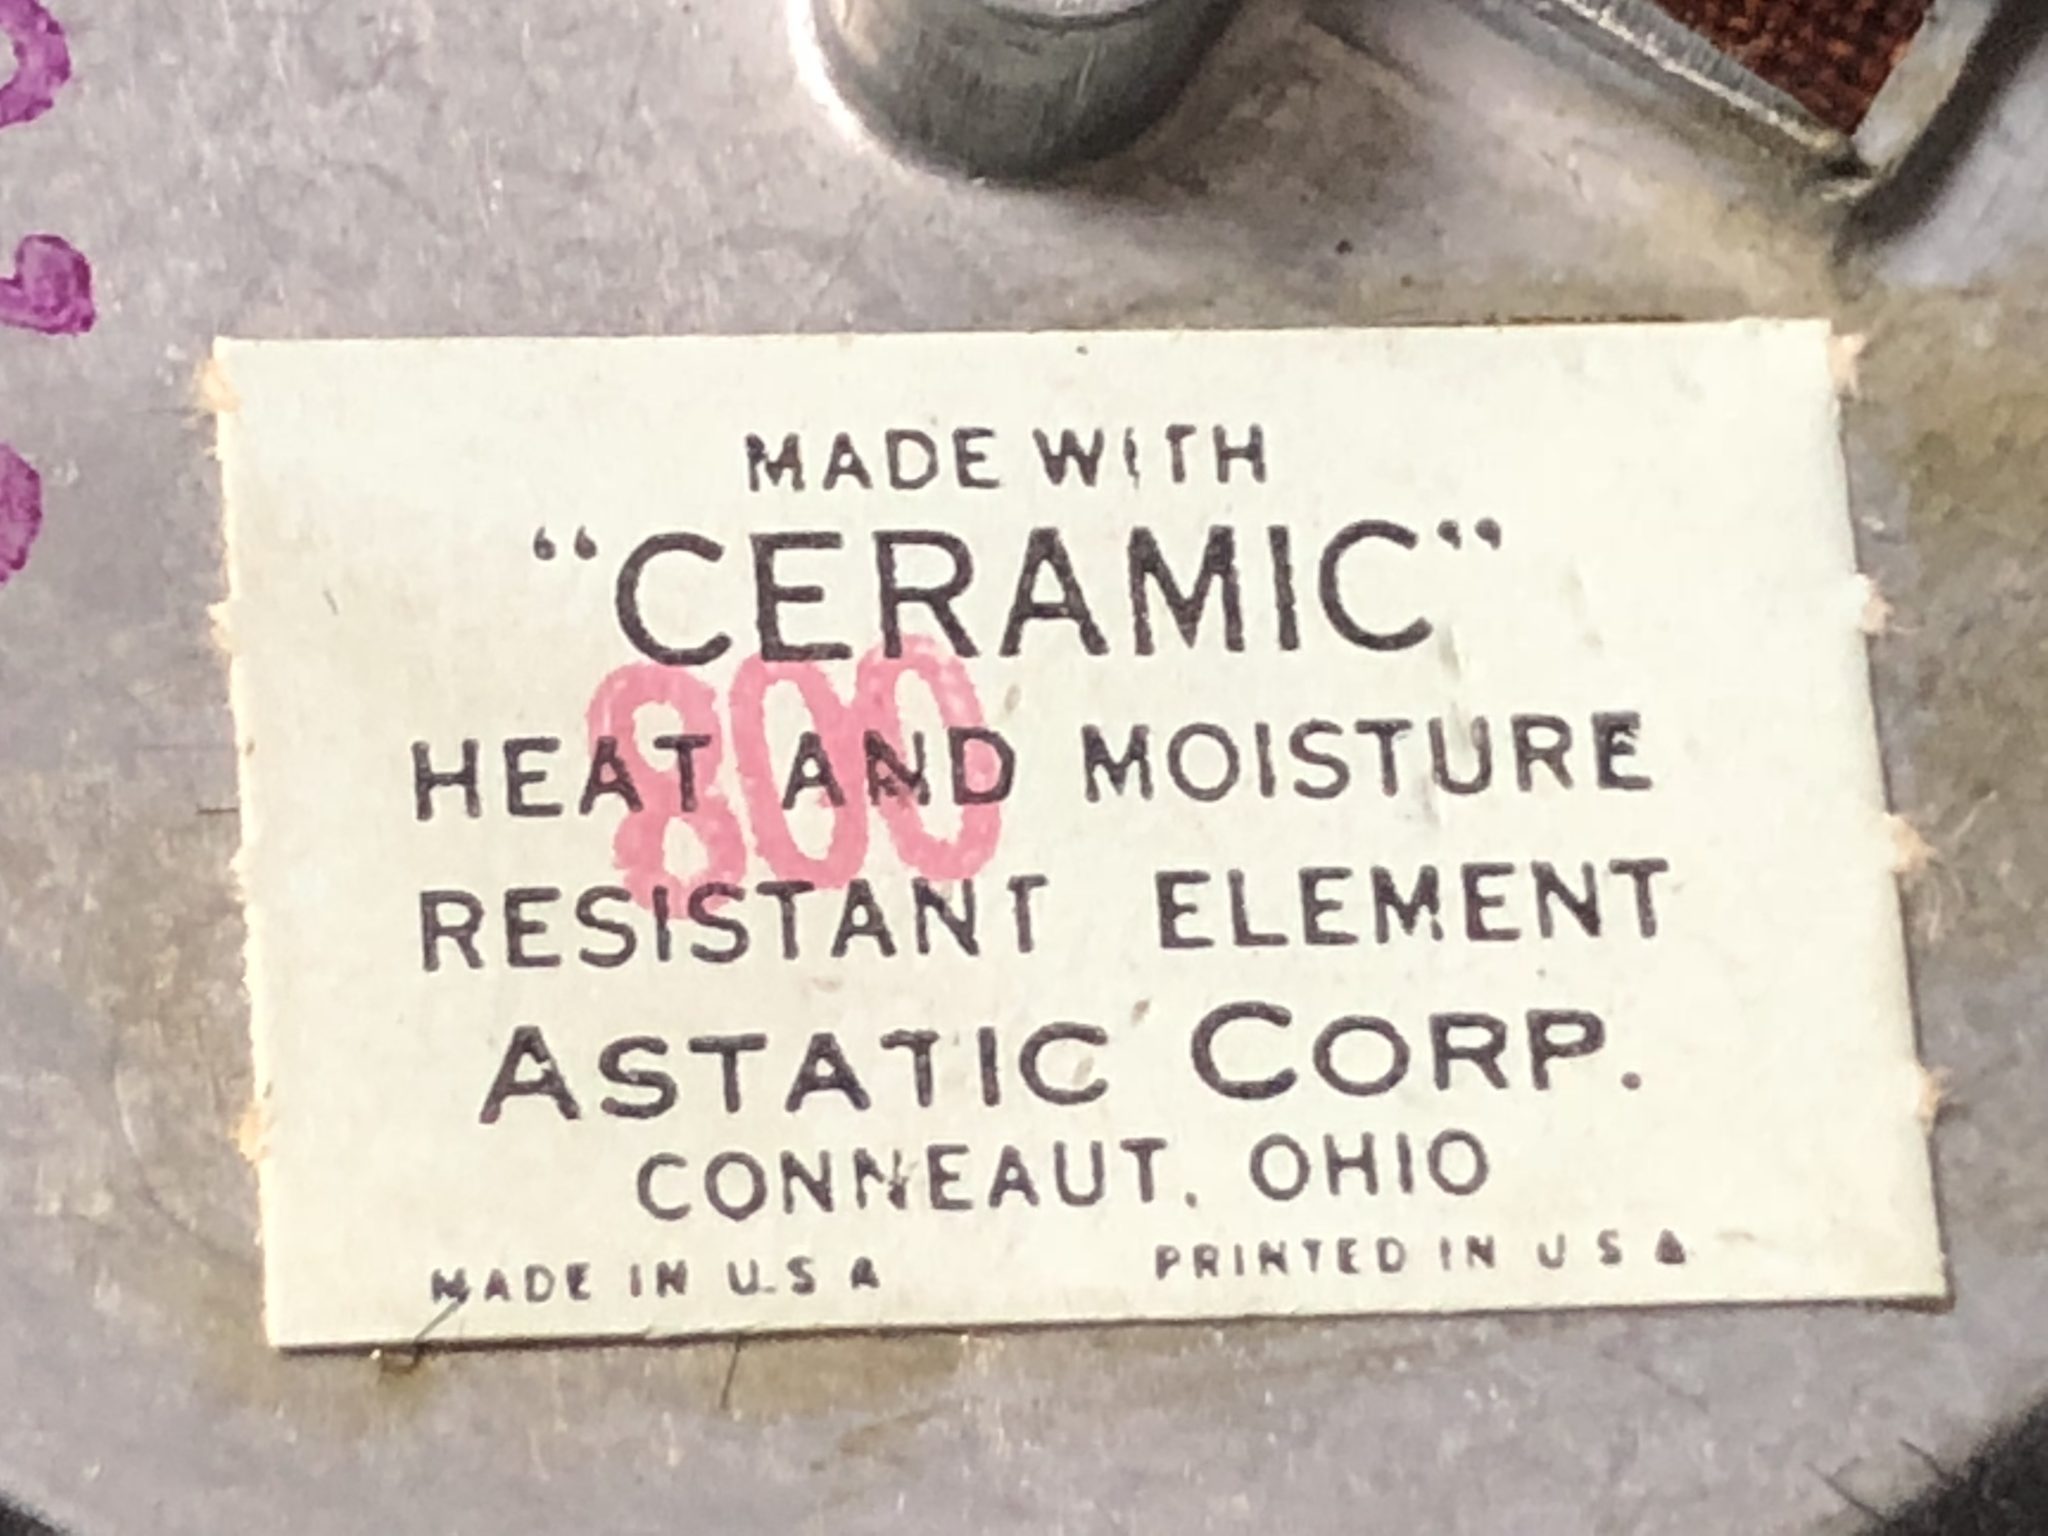 MADE WITH
“CERAMIC”
800
HEAT AND MOISTURE
RESISTANT ELEMENT
ASTATIC CORP.
CONNEAUT, OHIO
MADE IN U.S A
PRINTED IN U S A